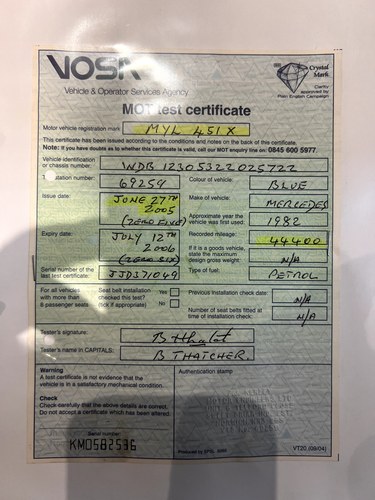 VOSA
Vehicle & Operator Services Agency
Crystal Mark
Clarity approved by Plain English Campaign
MOT test certificate
Motor vehicle registration mark MYL 451X
This certificate has been issued according to the conditions and notes on the back of this certificate.
Note: If you have doubts as to whether this certificate is valid, call our MOT enquiry line on 0845 600 5977
Vehicle identification or chassis number: WDB 12305322025722
station number: 69259
Colour of vehicle: BLUE
Issue date: JUNE 27TH 2005 (ZERO FIVE)
Make of vehicle: MERCEDES
Approximate year the vehicle was first used: 1982
Expiry date: JULY 12TH 2006 (ZERO SIX)
Recorded mileage: 44400
If it is a goods vehicle, state the maximum design gross weight: N/A
Serial number of the last test certificate: JJD371049
Type of fuel: PETROL
For all vehicles with more than 8 passenger seats
Seat belt installation checked this test? (tick if appropriate) Yes No
Previous installation check date: N/A
Number of seat belts fitted at time of installation check: N/A
Tester's signature: B Thatcher
Tester's name in CAPITALS: B THATCHER.
Warning
A test certificate is not evidence that the vehicle is in a satisfactory mechanical condition.
Authentication stamp
Check
Check carefully that the above details are correct.
Do not accept a certificate which has been altered.
Serial number
KM0582536
VT20 (09/04)